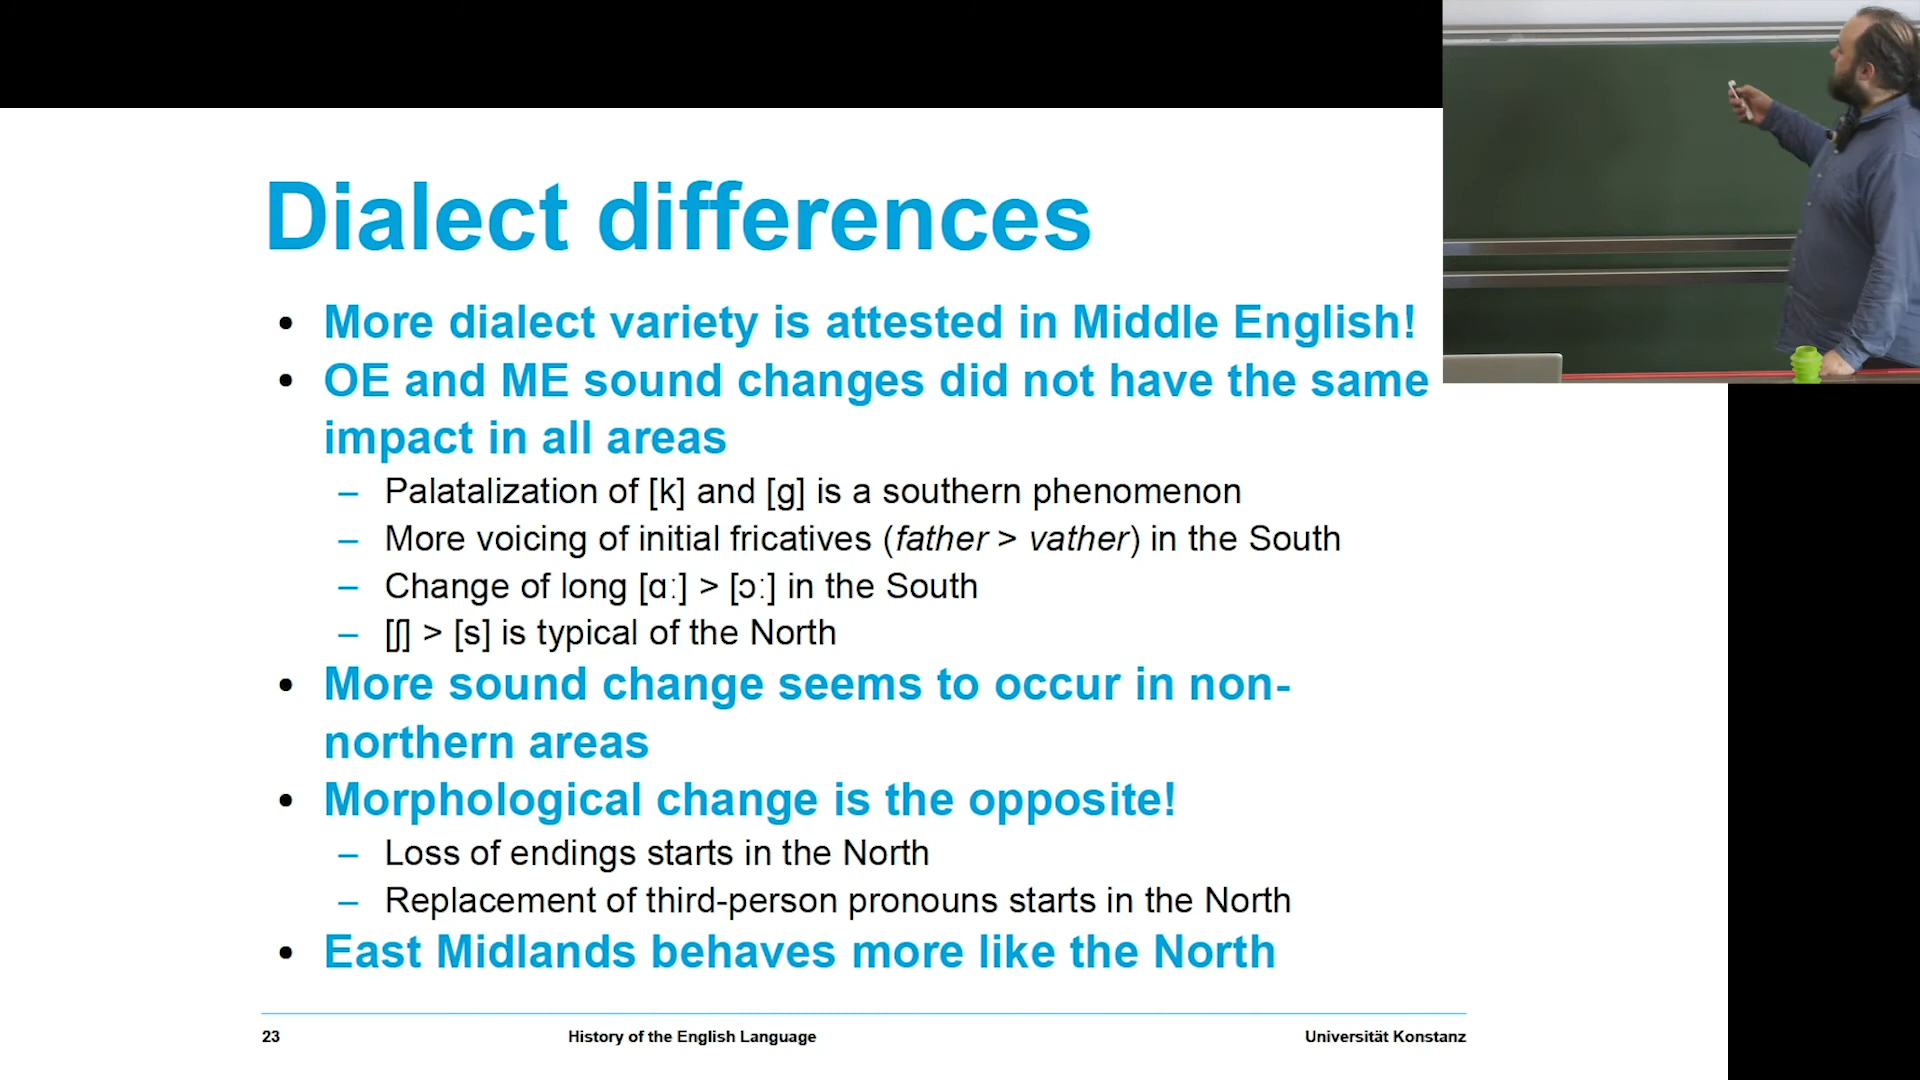 Dialect differences
• More dialect variety is attested in Middle English!
• OE and ME sound changes did not have the same
impact in all areas
– Palatalization of [k] and [g] is a southern phenomenon
– More voicing of initial fricatives (father > vather) in the South
– Change of long [ɑː] > [ɔː] in the South
– [ʃ] > [s] is typical of the North
• More sound change seems to occur in non-
northern areas
• Morphological change is the opposite!
– Loss of endings starts in the North
– Replacement of third-person pronouns starts in the North
• East Midlands behaves more like the North
23 History of the English Language Universität Konstanz